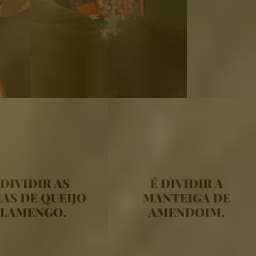 DIVIDIR AS
AS DE QUEIJO
LAMENGO.
É DIVIDIR A
MANTEIGA DE
AMENDOIM.